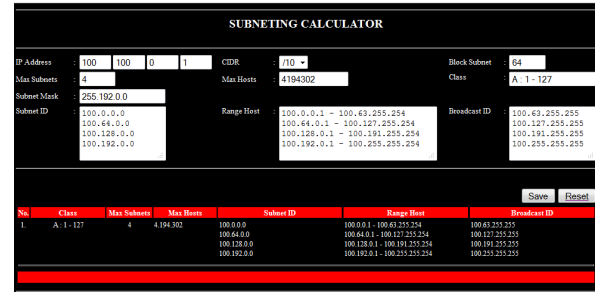 SUBNETING CALCULATOR
IP Address : 100 100 0 1 CIDR : /10 Block Subnet : 64
Max Subnets : 4 Max Hosts : 4194302 Class : A : 1 - 127
Subnet Mask : 255.192.0.0
Subnet ID : 100.0.0.0 Range Host : 100.0.0.1 - 100.63.255.254 Broadcast ID : 100.63.255.255
100.64.0.0 100.64.0.1 - 100.127.255.254 100.127.255.255
100.128.0.0 100.128.0.1 - 100.191.255.254 100.191.255.255
100.192.0.0 100.192.0.1 - 100.255.255.254 100.255.255.255
Save Reset
No. Class Max Subnets Max Hosts Subnet ID Range Host Broadcast ID
1. A : 1 - 127 4 4.194.302 100.0.0.0 100.0.0.1 - 100.63.255.254 100.63.255.255
100.64.0.0 100.64.0.1 - 100.127.255.254 100.127.255.255
100.128.0.0 100.128.0.1 - 100.191.255.254 100.191.255.255
100.192.0.0 100.192.0.1 - 100.255.255.254 100.255.255.255